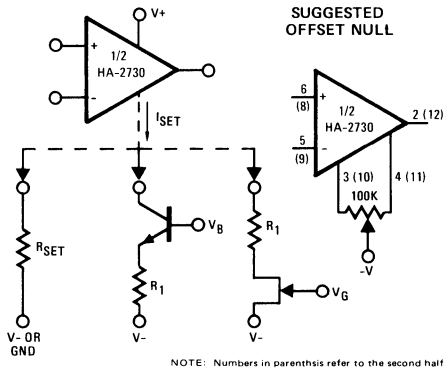 SUGGESTED
OFFSET NULL
V+
+
1/2
HA-2730
-
ISET
RSET
V- OR
GND
VB
R1
V-
R1
VG
V-
6
(8)
+
1/2
HA-2730
2 (12)
5
(9)
-
3 (10)
4 (11)
100K
-V
NOTE: Numbers in parenthsis refer to the second half